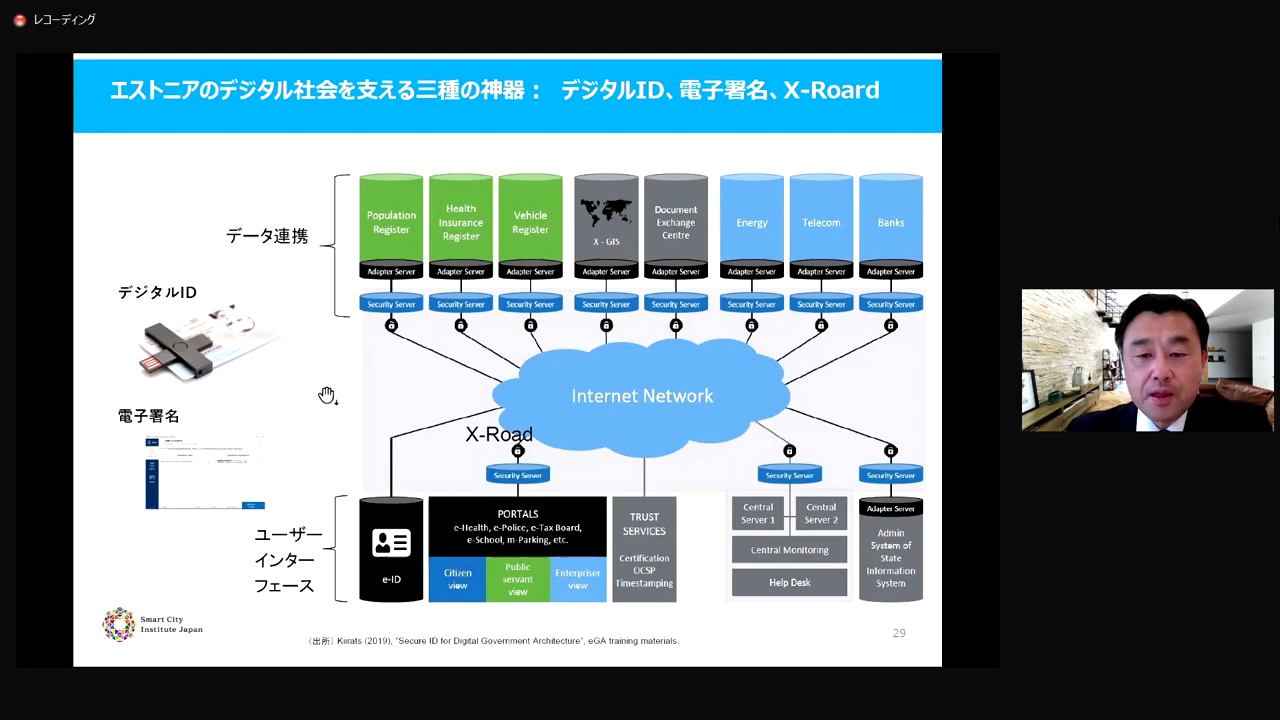 レコーディング
エストニアのデジタル社会を支える三種の神器： デジタルID、電子署名、X-Roard
データ連携
Population
Register
Health
Insurance
Register
Vehicle
Register
X - GIS
Document
Exchange
Centre
Energy
Telecom
Banks
Adapter Server
Adapter Server
Adapter Server
Adapter Server
Adapter Server
Adapter Server
Adapter Server
Adapter Server
Security Server
Security Server
Security Server
Security Server
Security Server
Security Server
Security Server
Security Server
デジタルID
Internet Network
電子署名
X-Road
Security Server
Security Server
Security Server
ユーザー
インター
フェース
e-ID
PORTALS
e-Health, e-Police, e-Tax Board,
e-School, m-Parking, etc.
Citizen
view
Public
servant
view
Enterpriser
view
TRUST
SERVICES
Certification
OCSP
Timestamping
Central
Server 1
Central
Server 2
Central Monitoring
Help Desk
Adapter Server
Admin
System of
State
Information
System
Smart City
Institute Japan
（出所） Kiirats (2019), "Secure ID for Digital Government Architecture", eGA training materials.
29